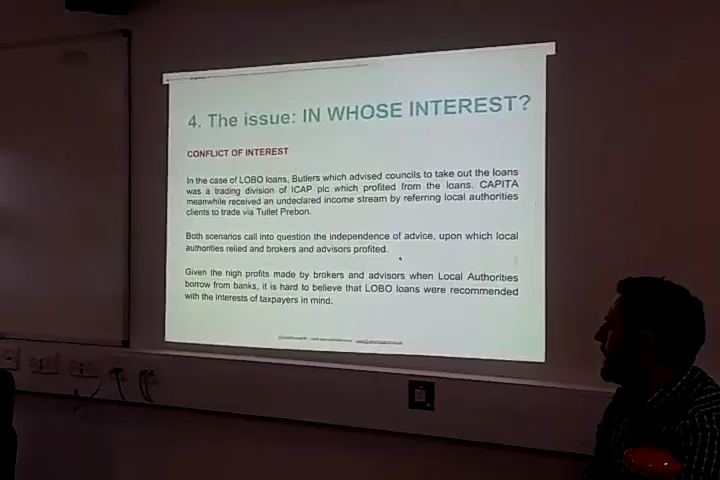 4. The issue: IN WHOSE INTEREST?
CONFLICT OF INTEREST
In the case of LOBO loans, Butlers which advised councils to take out the loans
was a trading division of ICAP plc which profited from the loans. CAPITA
meanwhile received an undeclared income stream by referring local authorities
clients to trade via Tullet Prebon.
Both scenarios call into question the independence of advice, upon which local
authorities relied and brokers and advisors profited.
Given the high profits made by brokers and advisors when Local Authorities
borrow from banks, it is hard to believe that LOBO loans were recommended
with the interests of taxpayers in mind.